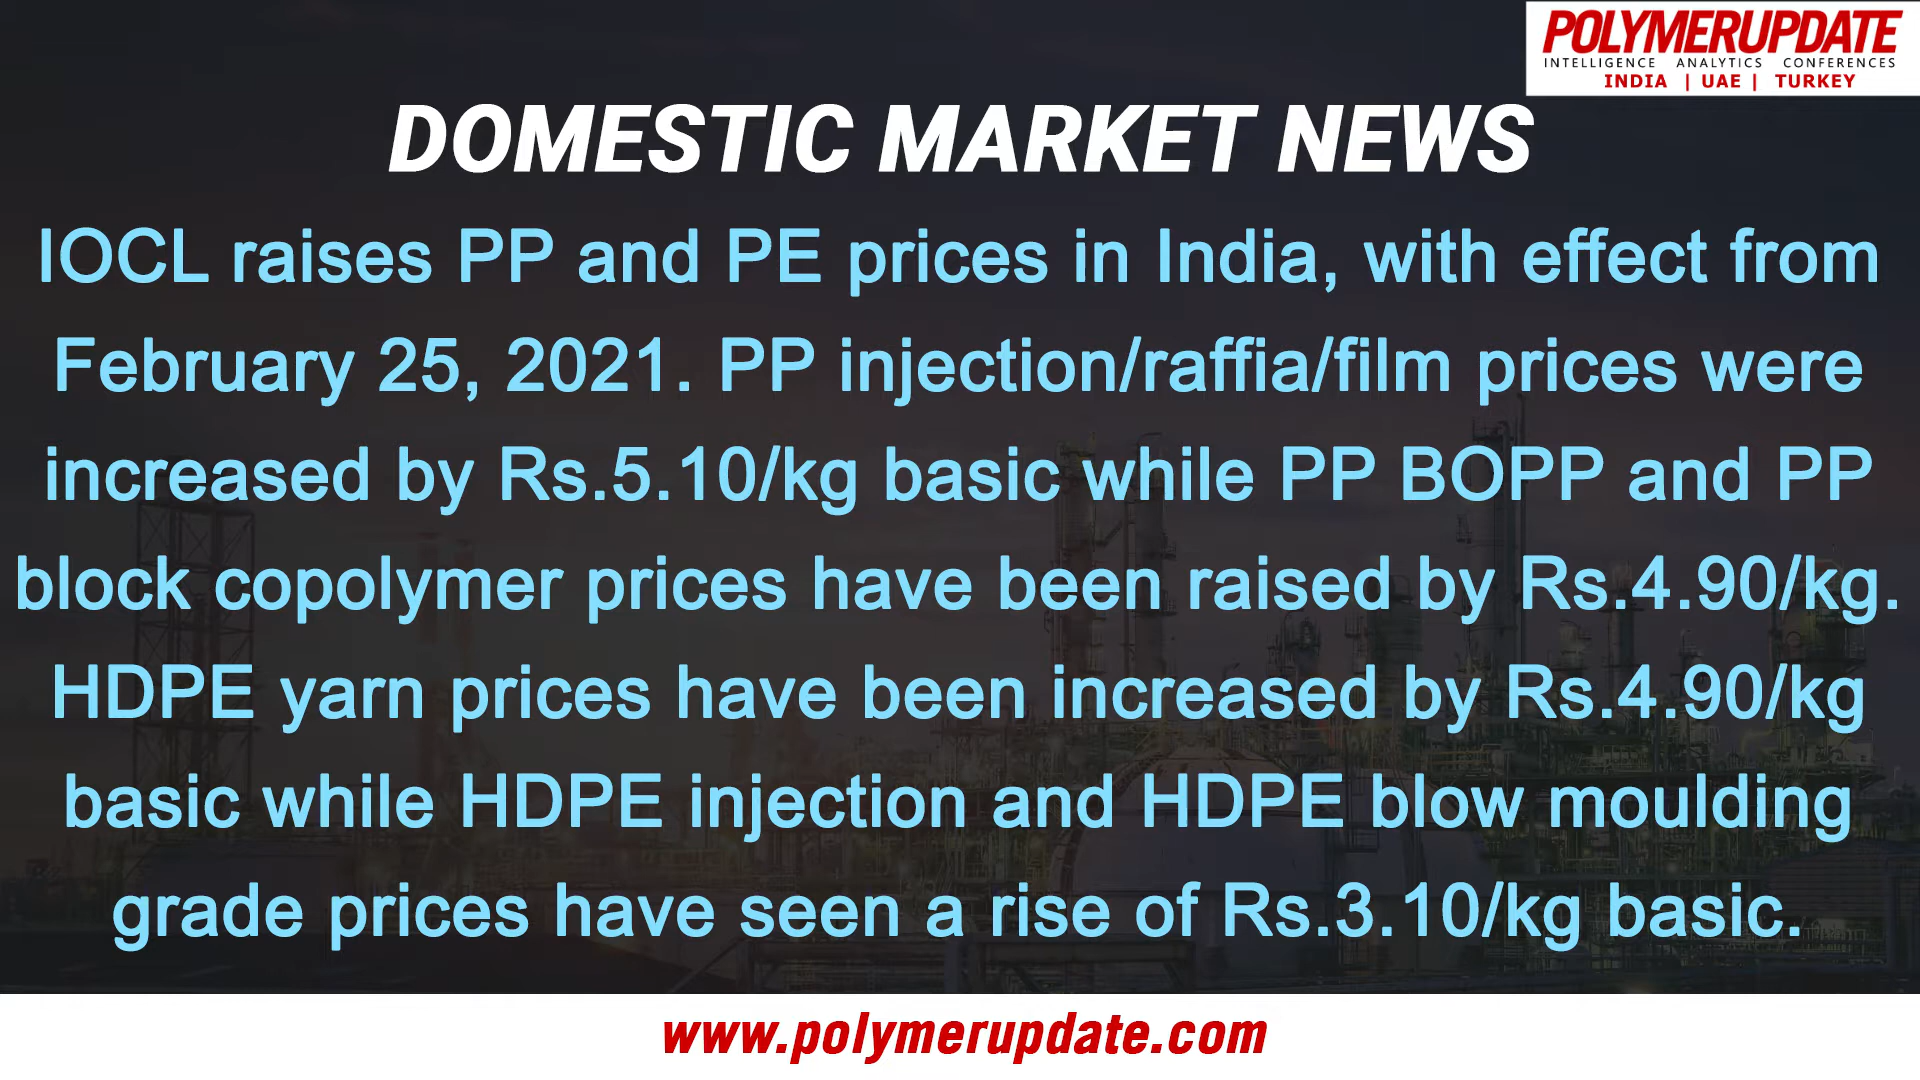 POLYMERUPDATE
INTELLIGENCE ANALYTICS CONFERENCES
INDIA | UAE | TURKEY
DOMESTIC MARKET NEWS
IOCL raises PP and PE prices in India, with effect from
February 25, 2021. PP injection/raffia/film prices were
increased by Rs.5.10/kg basic while PP BOPP and PP
block copolymer prices have been raised by Rs.4.90/kg.
HDPE yarn prices have been increased by Rs.4.90/kg
basic while HDPE injection and HDPE blow moulding
grade prices have seen a rise of Rs.3.10/kg basic.
www.polymerupdate.com